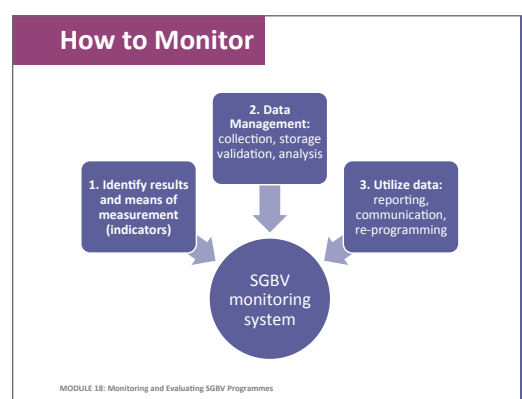 How to Monitor
2. Data
Management:
collection, storage
validation, analysis
1. Identify results
and means of
measurement
(indicators)
3. Utilize data:
reporting,
communication,
re-programming
SGBV
monitoring
system
MODULE 18: Monitoring and Evaluating SGBV Programmes